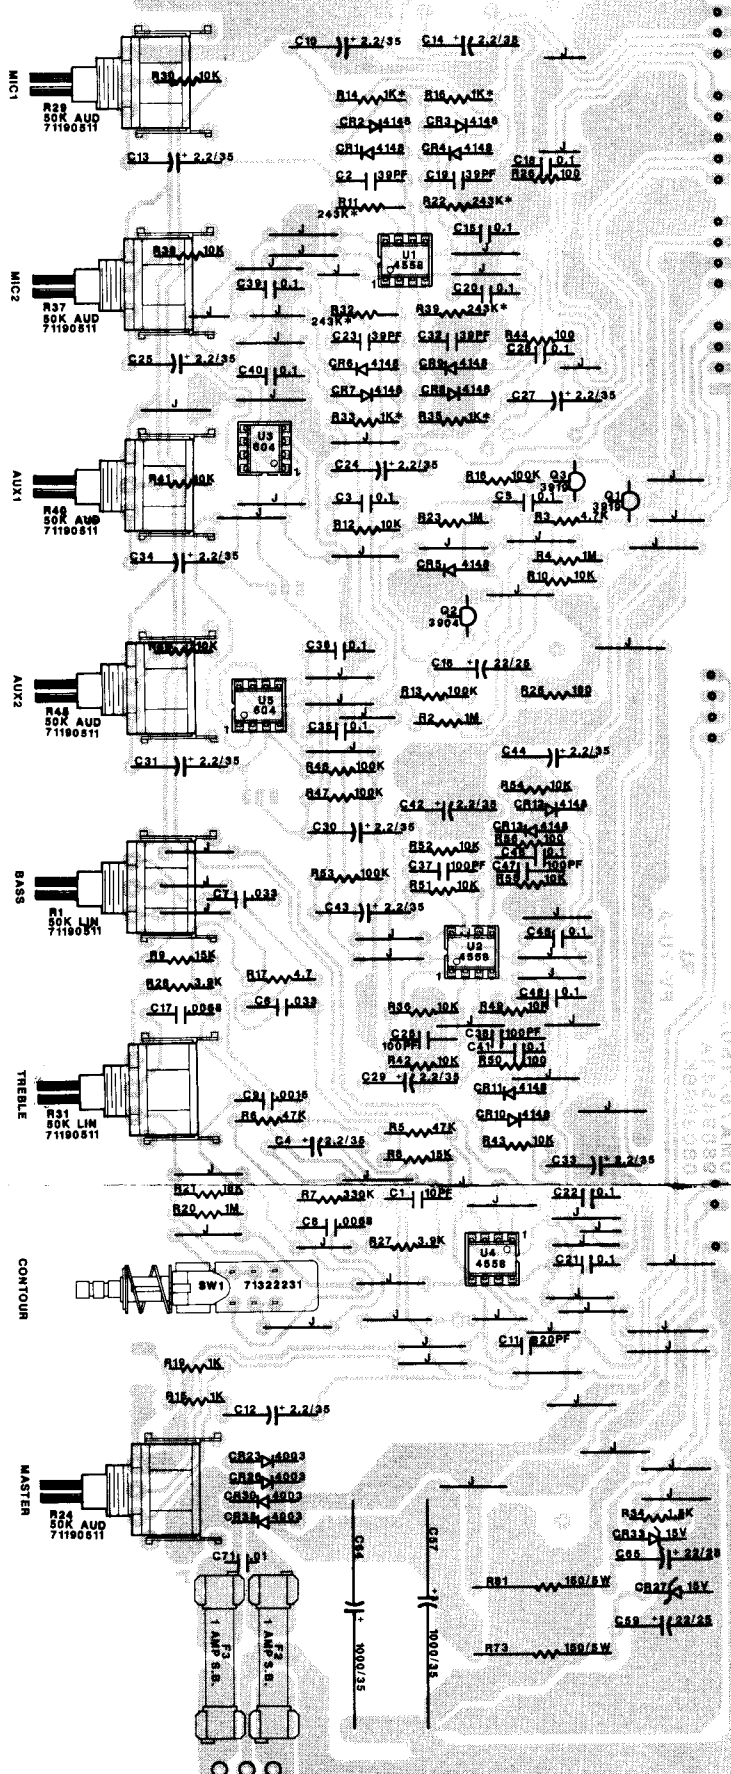 C19 + 2.2/35
C14 + 2.2/35
J
MIC1
R30 10K
R29
50K AUD
71190511
R14 1K*
R16 1K*
CR2 4148
CR3 4148
CR1 4148
CR4 4148
J
C13 + 2.2/35
C18 0.1
R26 100
C2 39PF
C19 39PF
R11
243K*
R22 243K*
C15 0.1
J
MIC2
R38 10K
U1
4558
1
J
J
J
J
R37
50K AUD
71190511
C39 0.1
C20 0.1
J
J
R32
243K*
R39 243K*
C23 39PF
C32 39PF
R44 100
C26 0.1
J
C25 + 2.2/35
C40 0.1
CR6 4148
CR9 4148
J
CR7 4148
CR8 4148
C27 + 2.2/35
J
J
R33 1K*
R35 1K*
U3
604
1
J
AUX1
R41 10K
C24 + 2.2/35
R18 100K
Q3
J
R46
50K AUD
71190511
C3 0.1
J
J
R12 10K
R23 1M
R3 4.7K
J
J
J
J
J
C34 + 2.2/35
CR5 4148
R4 1M
R10 10K
J
Q2
3904
J
AUX2
C36 0.1
J
C16 + 22/25
U5
604
1
R13 100K
J
J
R2 1M
50K AUD
71190511
C35 0.1
J
C31 + 2.2/35
R46 100K
C44 + 2.2/35
R47 100K
R54 10K
C42 + 2.2/35
CR12 4148
C30 + 2.2/35
CR13 4148
R56 100
J
R52 10K
0.1
BASS
R53 100K
C37 100PF
C47 100PF
J
R51 10K
R55 10K
C7 .033
J
R1
50K LIN
71190511
C43 + 2.2/35
J
J
U2
4558
1
R9 15K
J
J
J
R17 4.7
R28 3.9K
J
C17 .0068
C6 .033
C48 0.1
R36 10K
R49 10K
J
J
C28
100PF
C38 100PF
C41 0.1
TREBLE
R42 10K
R50 100
C29 + 2.2/35
J
CR11 4148
R31
50K LIN
71190511
C9 .0015
R6 47K
CR10 4148
J
R5 47K
C4 + 2.2/35
R43 10K
R8 15K
C33 + 2.2/35
J
J
J
R21
R7 330K
C1 10PF
C22 0.1
R20 1M
J
J
J
J
C8 .0068
J
J
R27 3.9K
U4
4558
1
J
C21 0.1
J
CONTOUR
SW1
71322231
J
J
J
J
J
J
J
J
J
C11 820PF
J
J
J
R19 1K
R15 1K
J
C12 + 2.2/35
J
MASTER
CR23 4003
J
CR26 4003
J
J
CR30 4003
4003
R24
50K AUD
71190511
R34
CR33 15V
C71 .01
C65 + 22/25
R81 150/5W
CR27 15V
C57 + 1000/35
C64 + 1000/35
C59 + 22/25
R73 150/5W
F3
1 AMP S.B.
F2
1 AMP S.B.